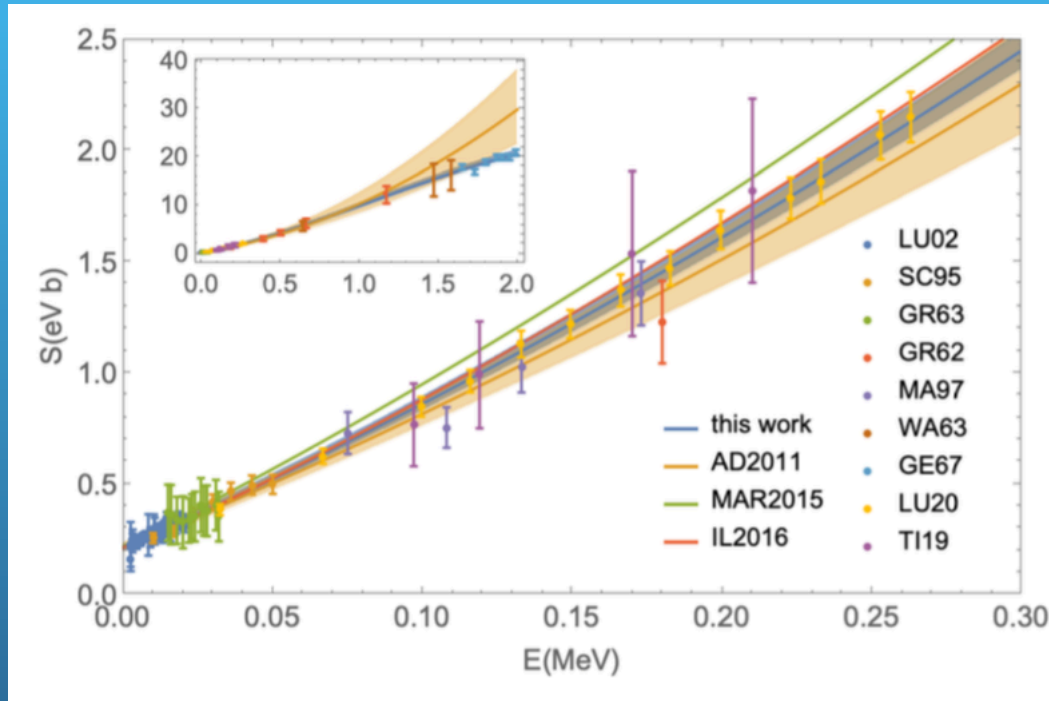 2.5
2.0
1.5
1.0
0.5
0.0
S(eV b)
40
30
20
10
0
0.0 0.5 1.0 1.5 2.0
this work
AD2011
MAR2015
IL2016
LU02
SC95
GR63
GR62
MA97
WA63
GE67
LU20
TI19
0.00 0.05 0.10 0.15 0.20 0.25 0.30
E(MeV)